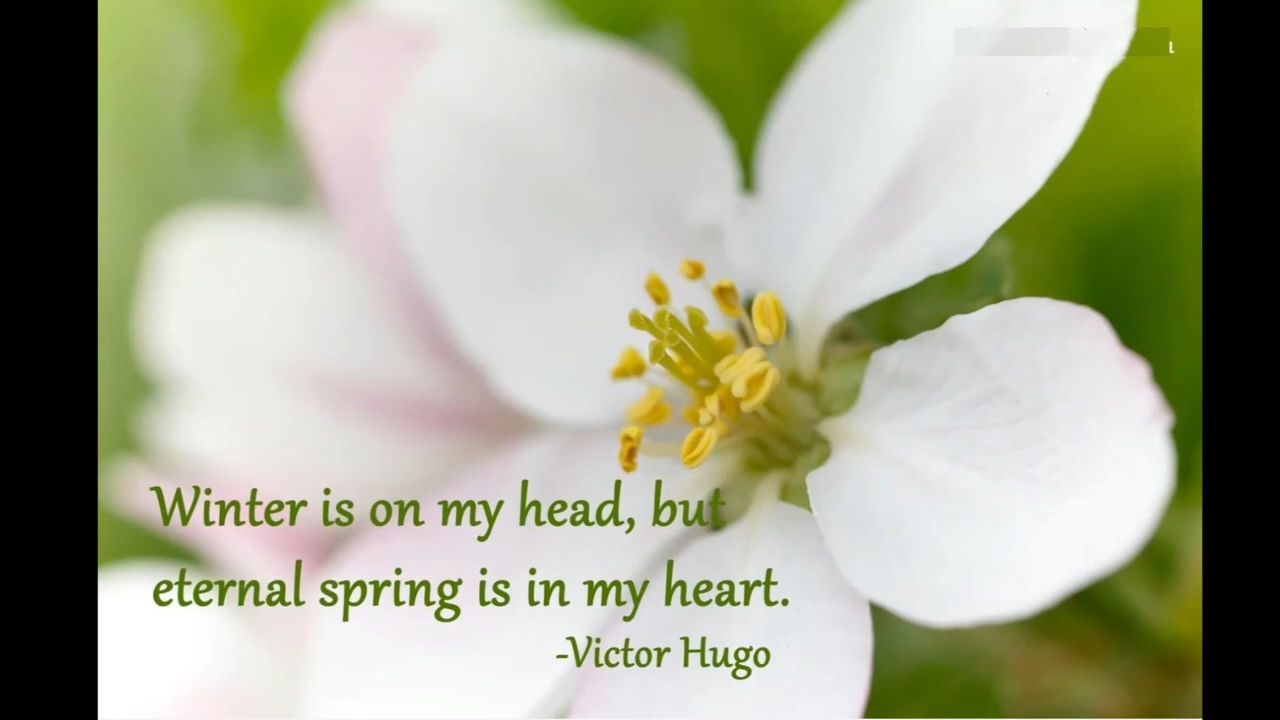 Winter is on my head, but
eternal spring is in my heart.
-Victor Hugo